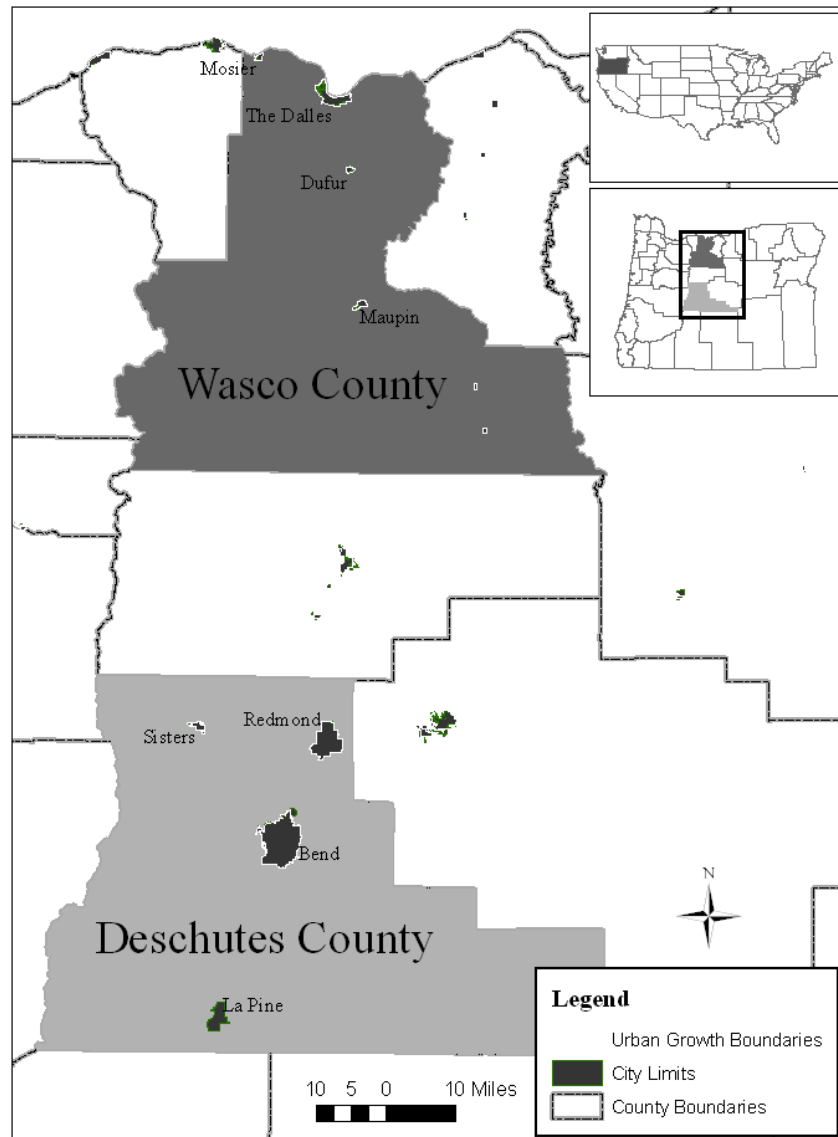 Mosier
The Dalles
Dufur
Maupin
Wasco County
Redmond
Sisters
Bend
Deschutes County
La Pine
N
Legend
Urban Growth Boundaries
City Limits
County Boundaries
10 5 0 10 Miles